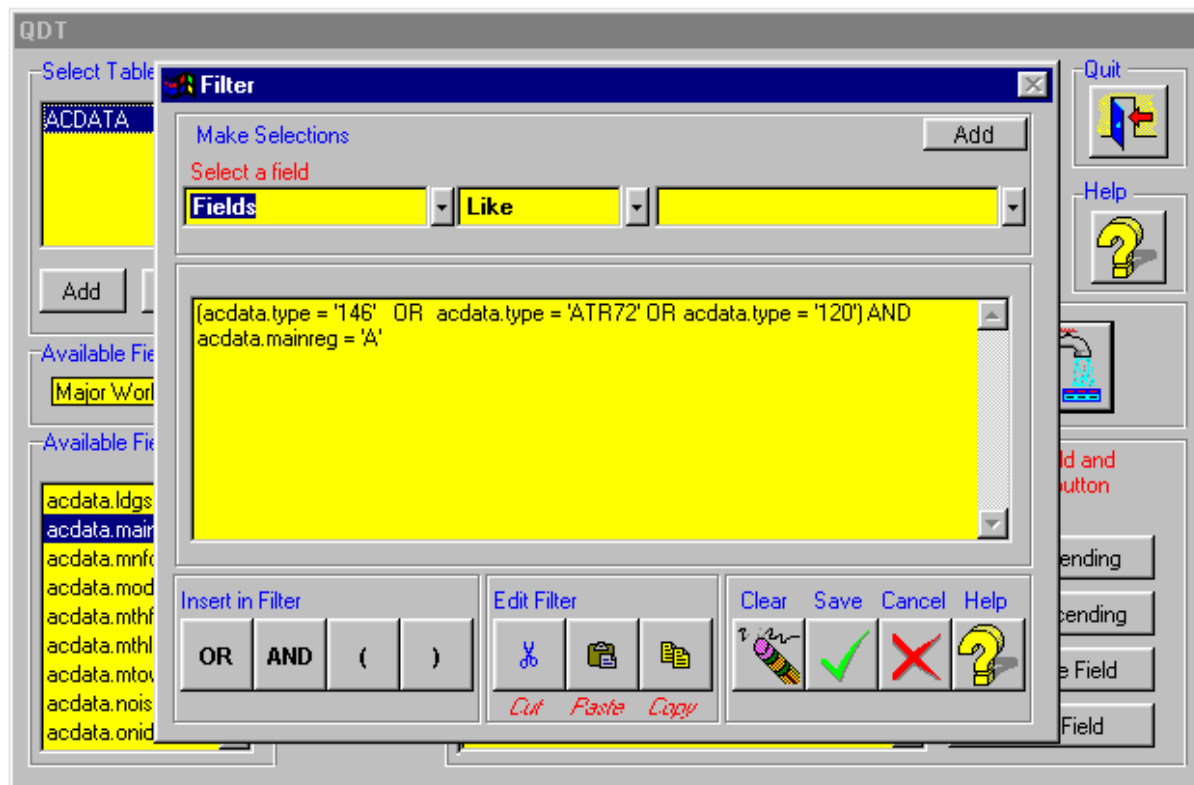 QDT
Select Table
ACDATA
Add
Available Fie
Major Worl
Available Fie
acdata.ldgs
acdata.main
acdata.mnfc
acdata.mod
acdata.mthf
acdata.mthl
acdata.mtow
acdata.nois
acdata.onid
Filter
Make Selections
Add
Select a field
Fields Like
(acdata.type = '146'   OR  acdata.type = 'ATR72' OR acdata.type = '120') AND
acdata.mainreg = 'A'
Insert in Filter
OR AND ( )
Edit Filter
Cut Paste Copy
Clear Save Cancel Help
Quit
Help
ld and
utton
ending
cending
e Field
Field